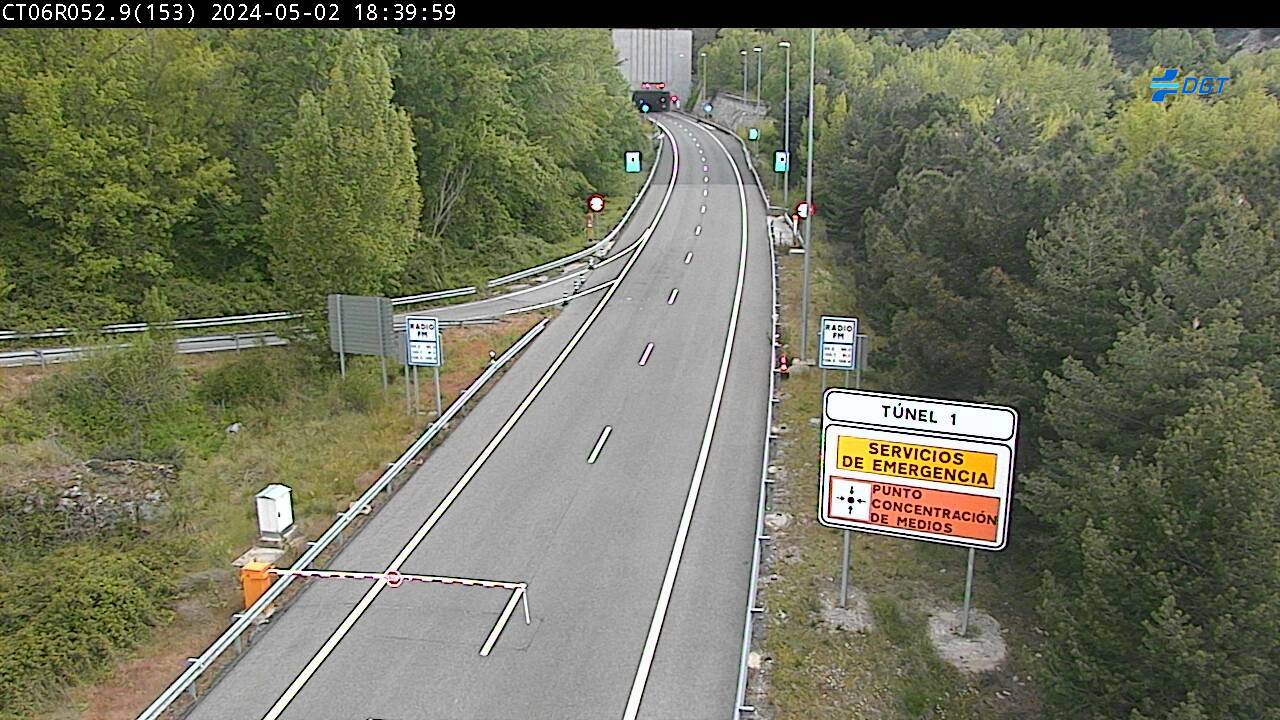 CT06R052.9(153) 2024-05-02 18:39:59
DGT
RADIO
FM
RADIO
FM
TÚNEL 1
SERVICIOS
DE EMERGENCIA
PUNTO
CONCENTRACIÓN
DE MEDIOS